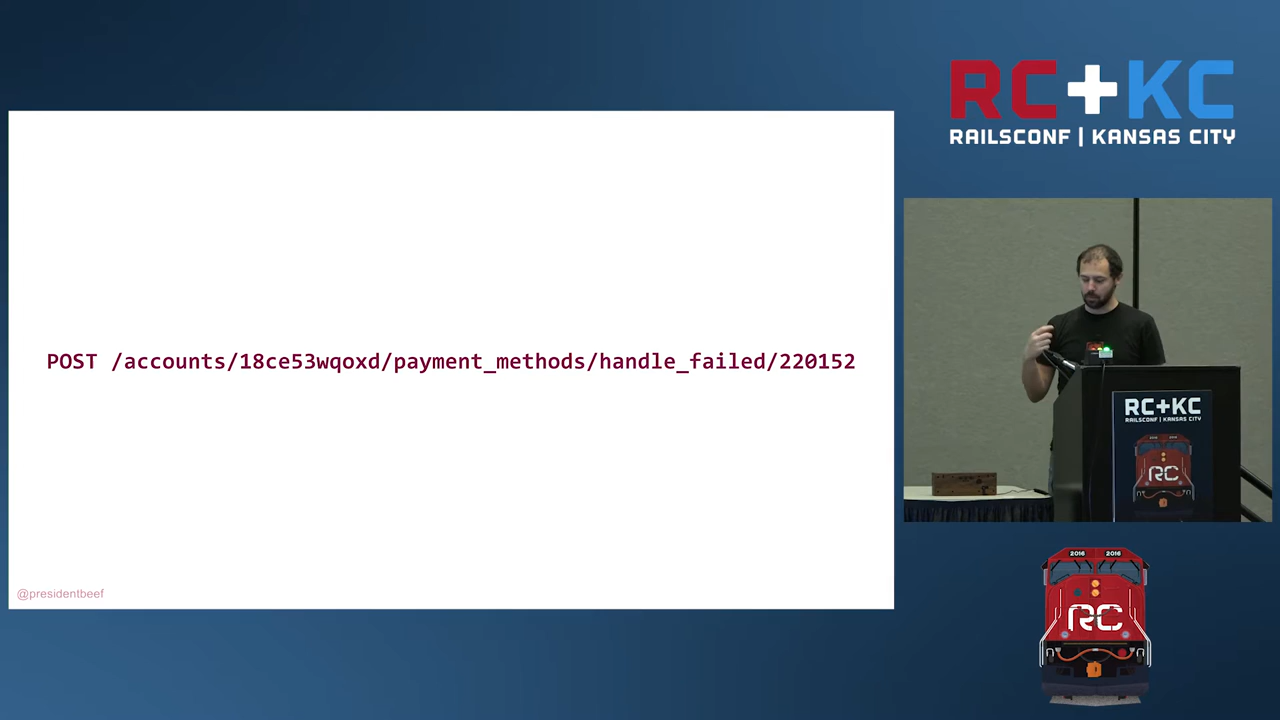 RC+KC
RAILSCONF | KANSAS CITY
POST /accounts/18ce53wqoxd/payment_methods/handle_failed/220152
@presidentbeef
RC+KC
RAILSCONF | KANSAS CITY
RC
2016 2016
RC